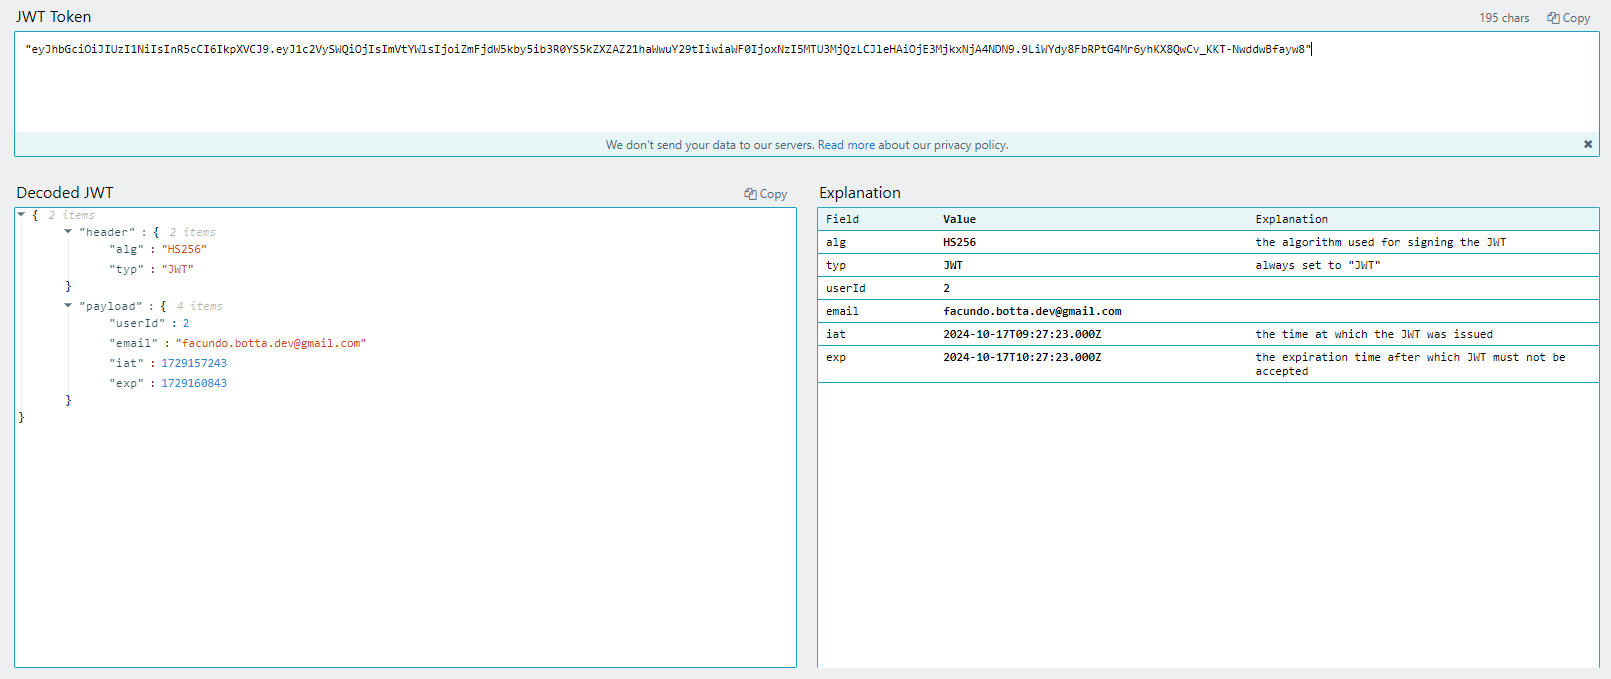 JWT Token
195 chars Copy
"eyJhbGciOiJIUzI1NiIsInR5cCI6IkpXVCJ9.eyJ1c2VySWQiOjIsImVtYWlsIjoiZmFjdW5kby5ib3R0YS5kZXZAZ21haWwuY29tIiwiaWF0IjoxNzI5MTU3MjQzLCJleHAiOjE3MjkxNjA4NDN9.9LiWYdy8FbRPtG4Mr6yhKX8QwCv_KKT-NwddwBfayw8"
We don't send your data to our servers. Read more about our privacy policy.
Decoded JWT
Copy
{ 2 items
"header" : { 2 items
"alg" : "HS256"
"typ" : "JWT"
}
"payload" : { 4 items
"userId" : 2
"email" : "facundo.botta.dev@gmail.com"
"iat" : 1729157243
"exp" : 1729160843
}
}
Explanation
Field Value Explanation
alg HS256 the algorithm used for signing the JWT
typ JWT always set to "JWT"
userId 2
email facundo.botta.dev@gmail.com
iat 2024-10-17T09:27:23.000Z the time at which the JWT was issued
exp 2024-10-17T10:27:23.000Z the expiration time after which JWT must not be
accepted